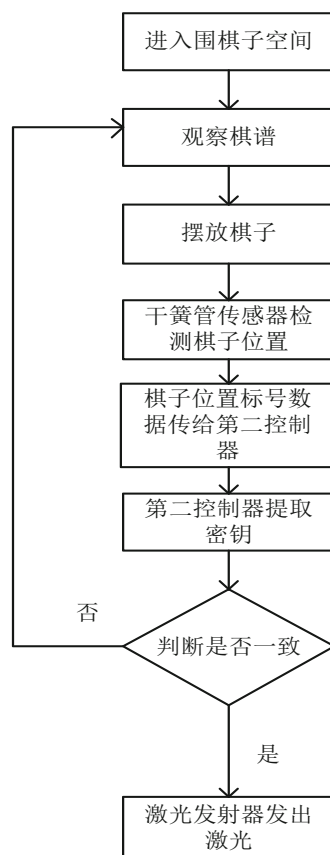 进入围棋子空间
观察棋谱
摆放棋子
干簧管传感器检
测棋子位置
棋子位置标号数
据传给第二控制
器
第二控制器提取
密钥
否
判断是否一致
是
激光发射器发出
激光